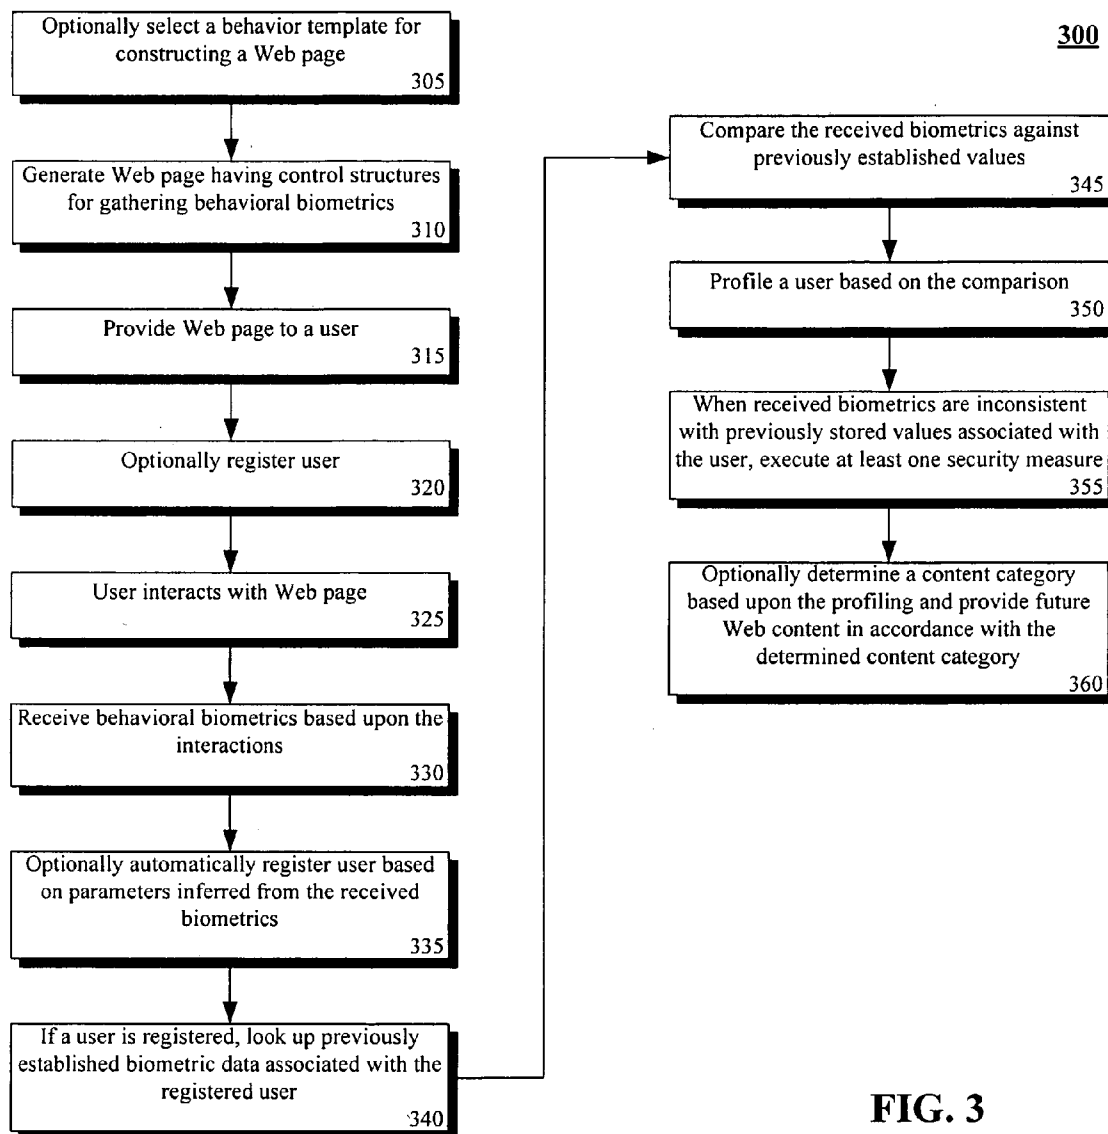 Optionally select a behavior template for
constructing a Web page
305
Generate Web page having control structures
for gathering behavioral biometrics
310
Provide Web page to a user
315
Optionally register user
320
User interacts with Web page
325
Receive behavioral biometrics based upon the
interactions
330
Optionally automatically register user based
on parameters inferred from the received
biometrics
335
If a user is registered, look up previously
established biometric data associated with the
registered user
340
300
Compare the received biometrics against
previously established values
345
Profile a user based on the comparison
350
When received biometrics are inconsistent
with previously stored values associated with
the user, execute at least one security measure
355
Optionally determine a content category
based upon the profiling and provide future
Web content in accordance with the
determined content category
360
FIG. 3